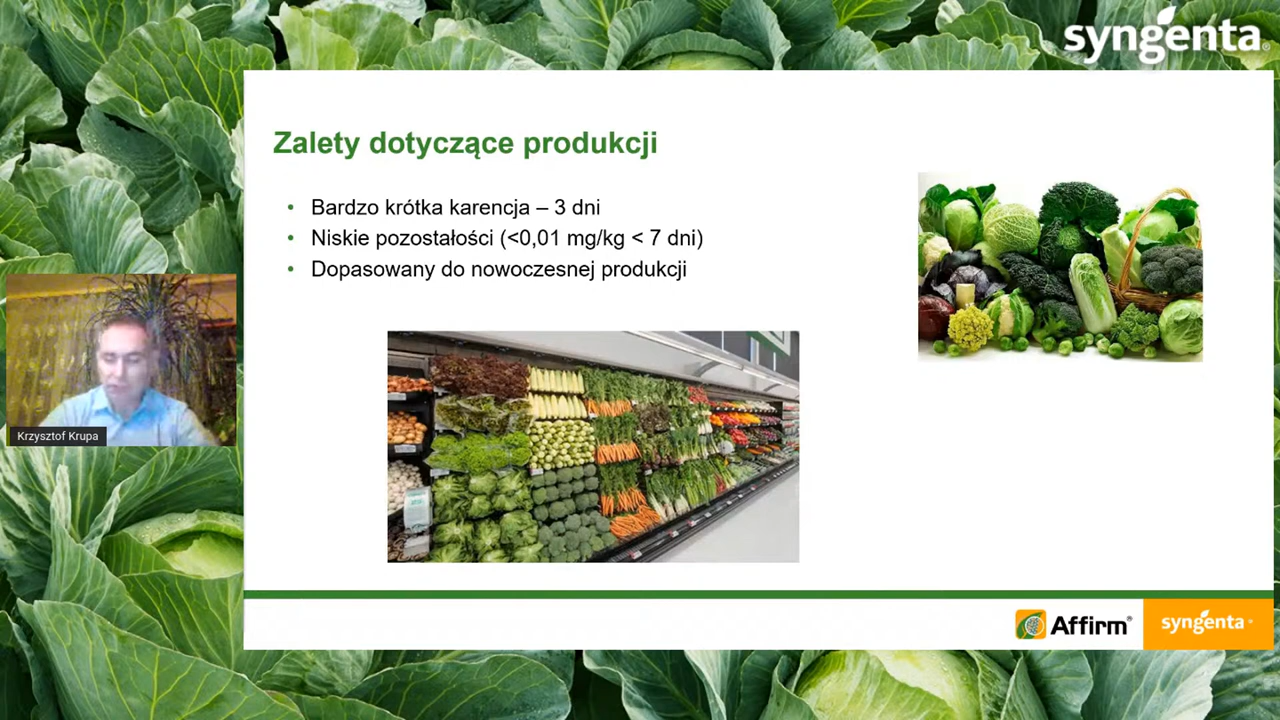 syngenta®
Zalety dotyczące produkcji
• Bardzo krótka karencja – 3 dni
• Niskie pozostałości (<0,01 mg/kg < 7 dni)
• Dopasowany do nowoczesnej produkcji
Krzysztof Krupa
Affirm®
syngenta